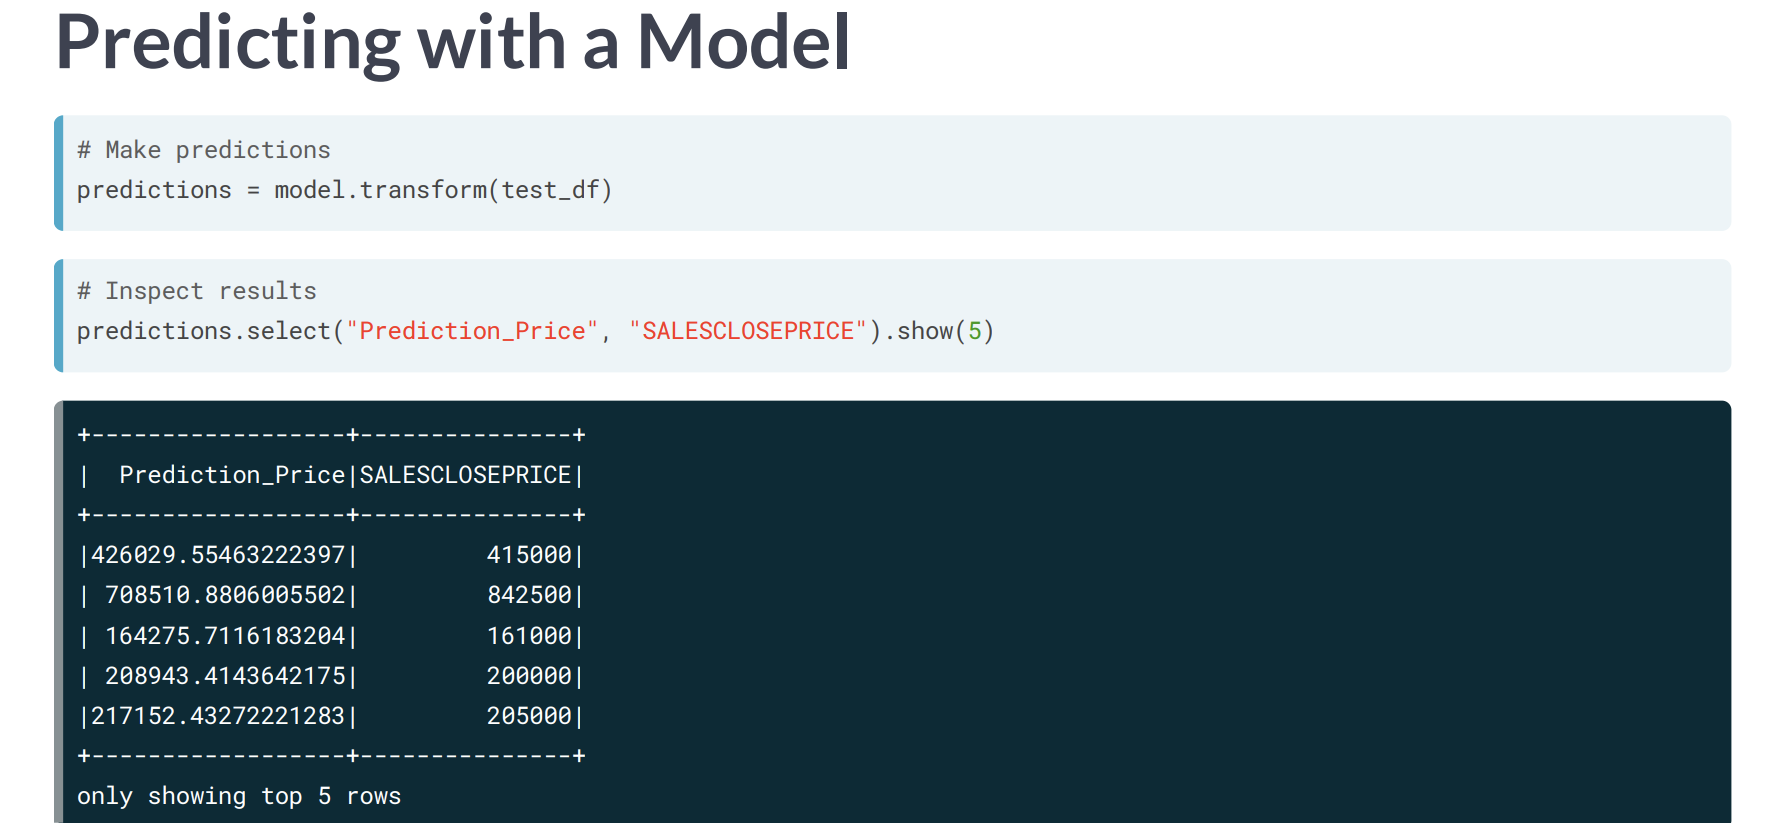 Predicting with a Model
# Make predictions
predictions = model.transform(test_df)
# Inspect results
predictions.select("Prediction_Price", "SALESCLOSEPRICE").show(5)
+------------------+---------------+
|  Prediction_Price|SALESCLOSEPRICE|
+------------------+---------------+
|426029.55463222397|         415000|
| 708510.8806005502|         842500|
| 164275.7116183204|         161000|
| 208943.4143642175|         200000|
|217152.43272221283|         205000|
+------------------+---------------+
only showing top 5 rows